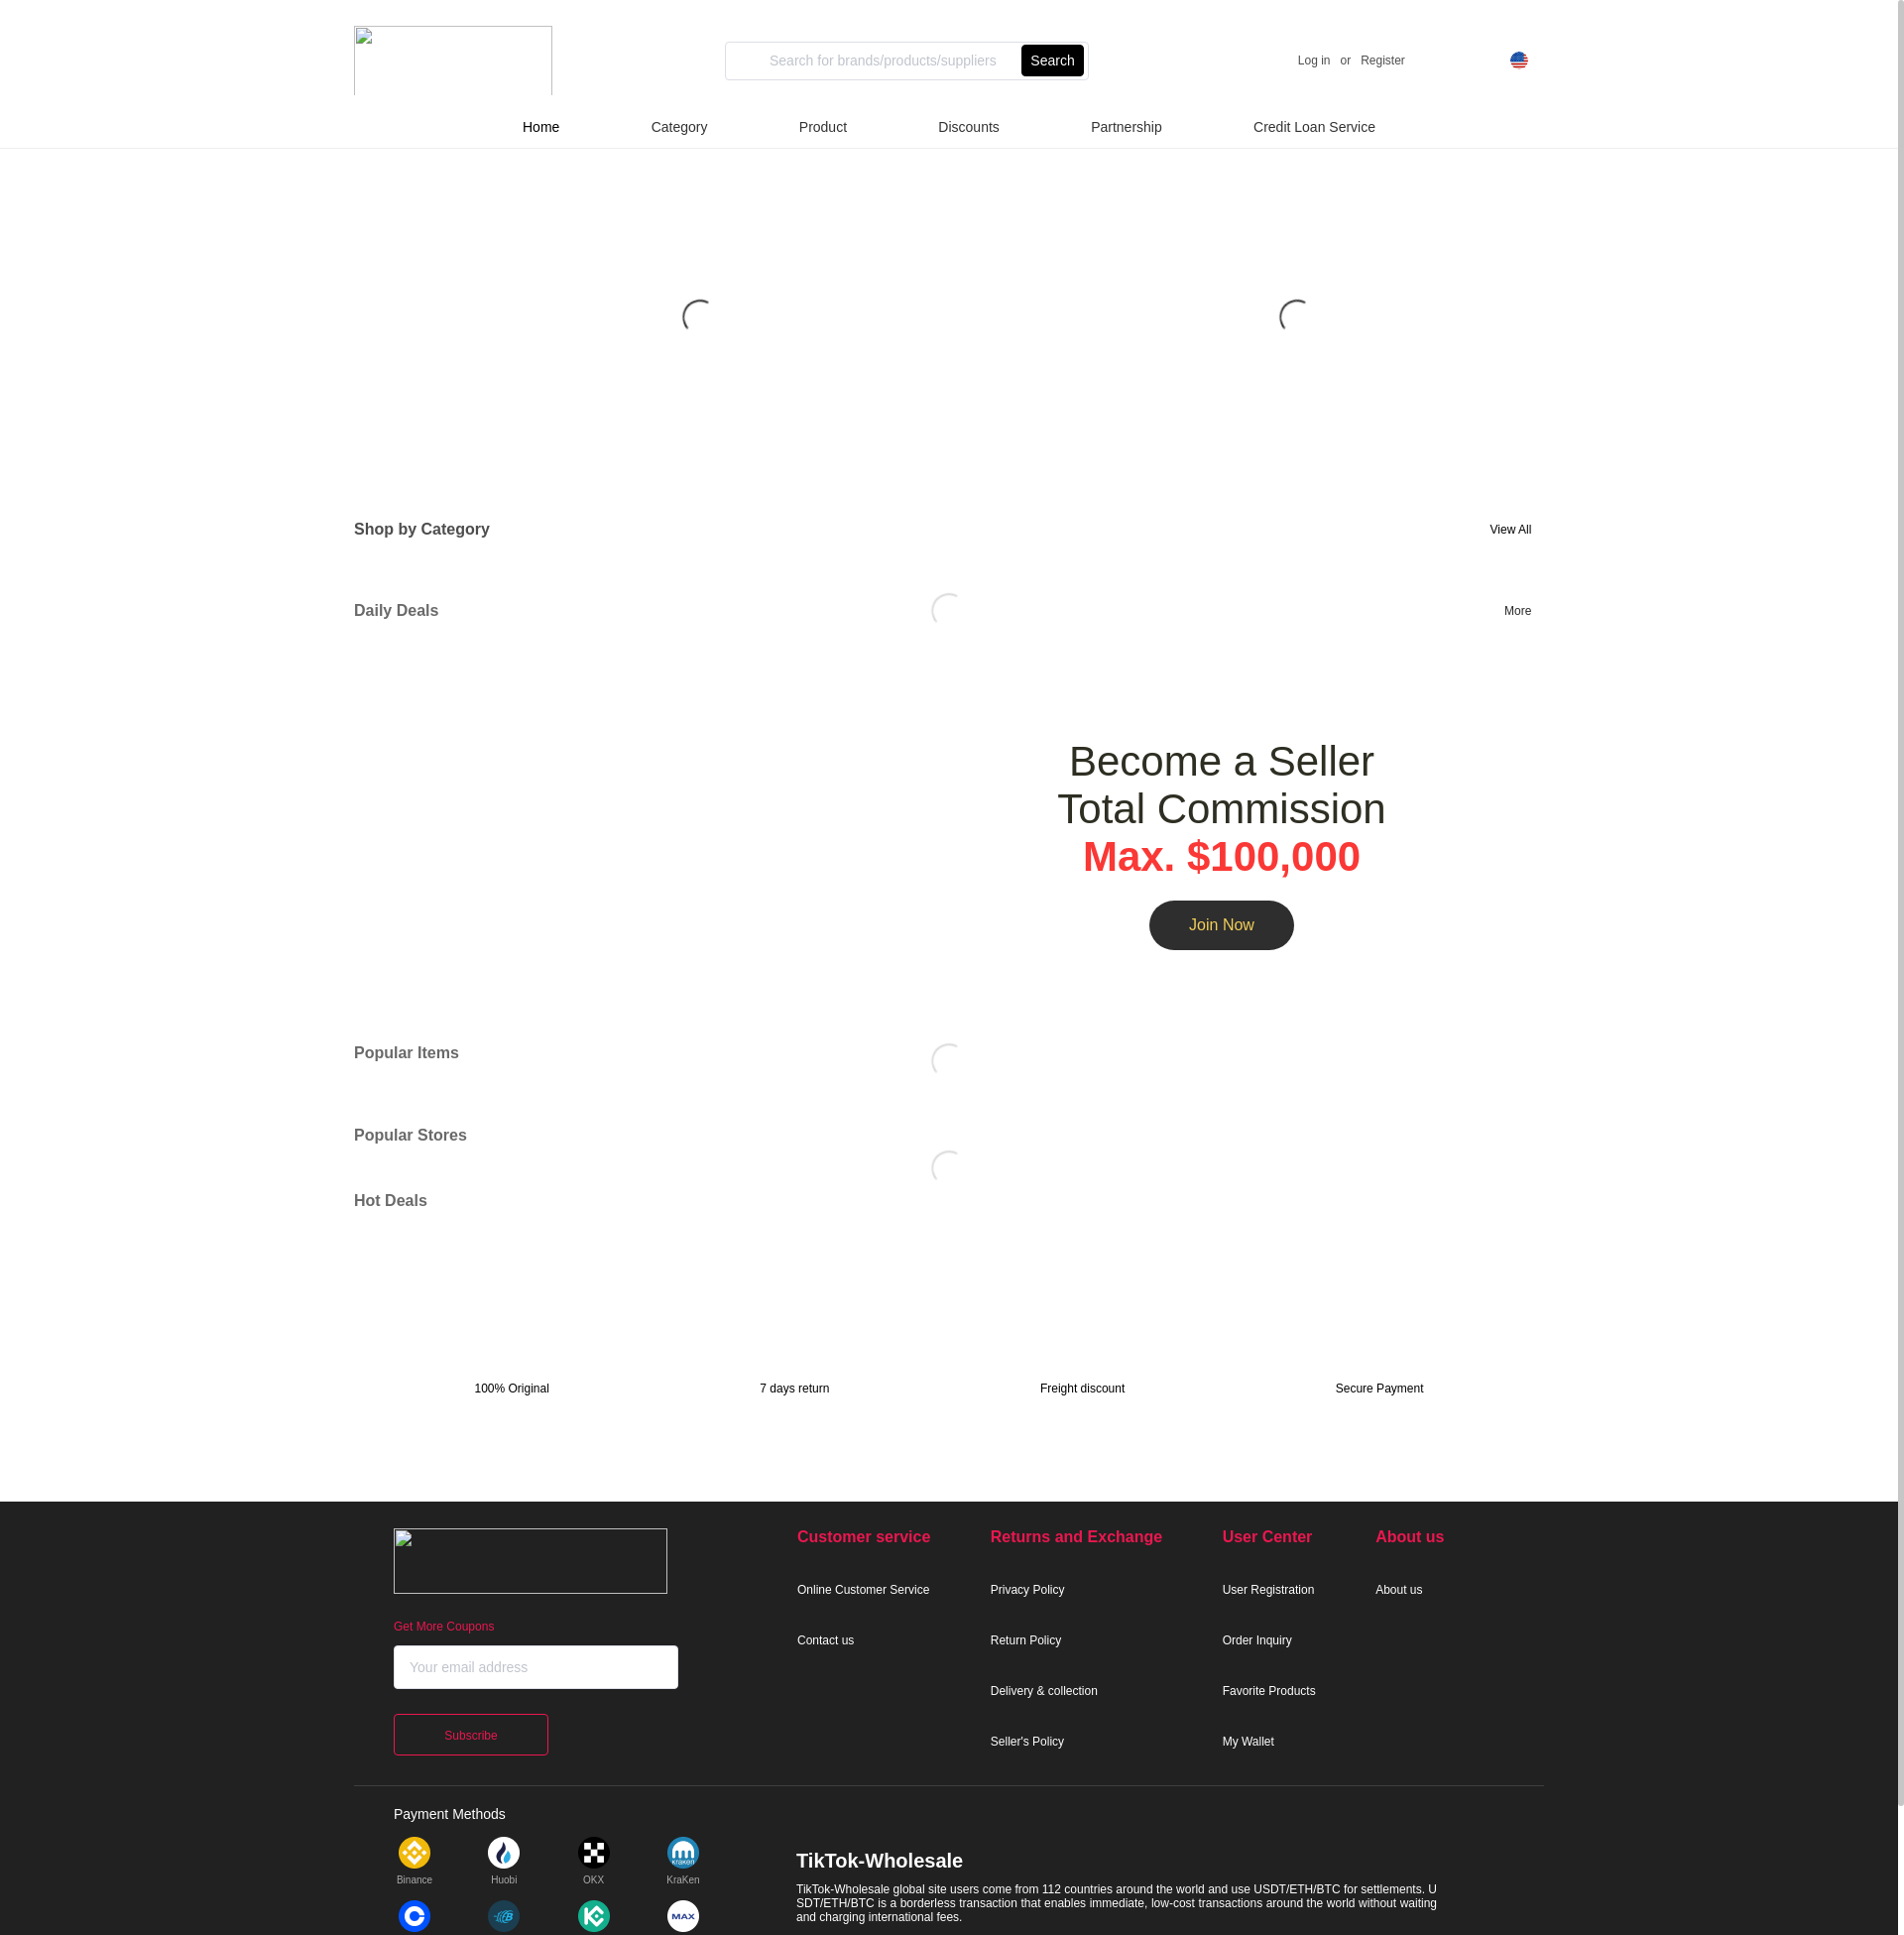 Search for brands/products/suppliers
Search
Log in or Register
Home
Category
Product
Discounts
Partnership
Credit Loan Service
Shop by Category
View All
Daily Deals
More
Become a Seller
Total Commission
Max. $100,000
Join Now
Popular Items
Popular Stores
Hot Deals
100% Original
7 days return
Freight discount
Secure Payment
Get More Coupons
Your email address
Subscribe
Customer service
Online Customer Service
Contact us
Returns and Exchange
Privacy Policy
Return Policy
Delivery & collection
Seller's Policy
User Center
User Registration
Order Inquiry
Favorite Products
My Wallet
About us
About us
Payment Methods
Binance
Huobi
OKX
kraken
KraKen
MAX
TikTok-Wholesale
TikTok-Wholesale global site users come from 112 countries around the world and use USDT/ETH/BTC for settlements. U
SDT/ETH/BTC is a borderless transaction that enables immediate, low-cost transactions around the world without waiting
and charging international fees.